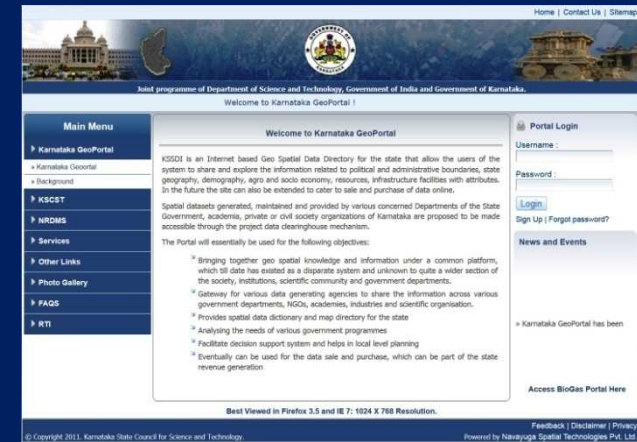 Home | Contact Us | Sitemap
Joint programme of Department of Science and Technology, Government of India and Government of Karnataka.
Welcome to Karnataka GeoPortal !
Main Menu
Karnataka GeoPortal
» Karnataka Geoortal
» Background
KSCST
NRDMS
Services
Other Links
Photo Gallery
FAQS
RTI
Welcome to Karnataka GeoPortal
KSSDI is an Internet based Geo Spatial Data Directory for the state that allow the users of the
system to share and explore the information related to political and administrative boundaries, state
geography, demography, agro and socio economy, resources, infrastructure facilities with attributes.
In the future the site can also be extended to cater to sale and purchase of data online.
Spatial datasets generated, maintained and provided by various concerned Departments of the State
Government, academia, private or civil society organizations of Karnataka are proposed to be made
accessible through the project data clearinghouse mechanism.
The Portal will essentially be used for the following objectives:
Bringing together geo spatial knowledge and information under a common platform,
which till date has existed as a disparate system and unknown to quite a wider section of
the society, institutions, scientific community and government departments.
Gateway for various data generating agencies to share the information across various
government departments, NGOs, academies, industries and scientific organisation.
Provides spatial data dictionary and map directory for the state
Analysing the needs of various government programmes
Facilitate decision support system and helps in local level planning
Eventually can be used for the data sale and purchase, which can be part of the state
revenue generation
Portal Login
Username :
Password :
Login
Sign Up | Forgot password?
News and Events
» Karnataka GeoPortal has been
Access BioGas Portal Here
Best Viewed in Firefox 3.5 and IE 7: 1024 X 768 Resolution.
Feedback | Disclaimer | Privacy
© Copyright 2011. Karnataka State Council for Science and Technology.
Powered by Navayuga Spatial Technologies Pvt. Ltd.